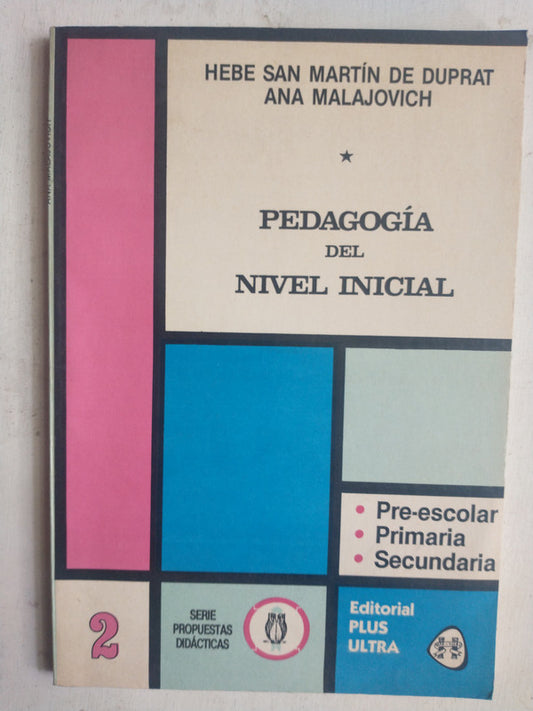 HEBE SAN MARTÍN DE DUPRAT
ANA MALAJOVICH
PEDAGOGÍA
DEL
NIVEL INICIAL
• Pre-escolar
• Primaria
• Secundaria
2
SERIE
PROPUESTAS
DIDÁCTICAS
Editorial
PLUS
ULTRA